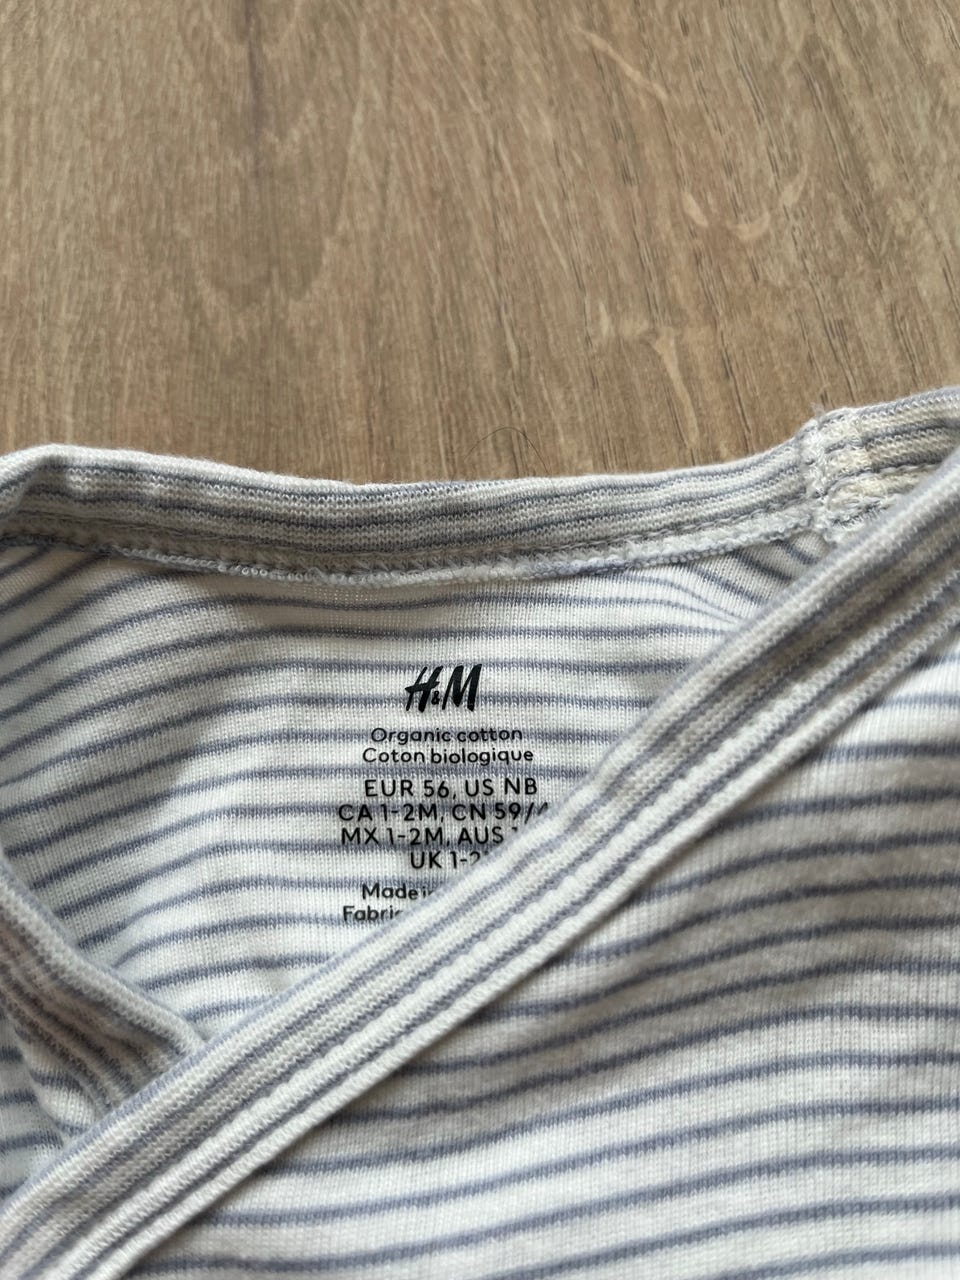 H&M
Organic cotton
Coton biologique
EUR 56, US NB
CA 1-2M, CN 59/
MX 1-2M, AUS
UK 1-2
Made in